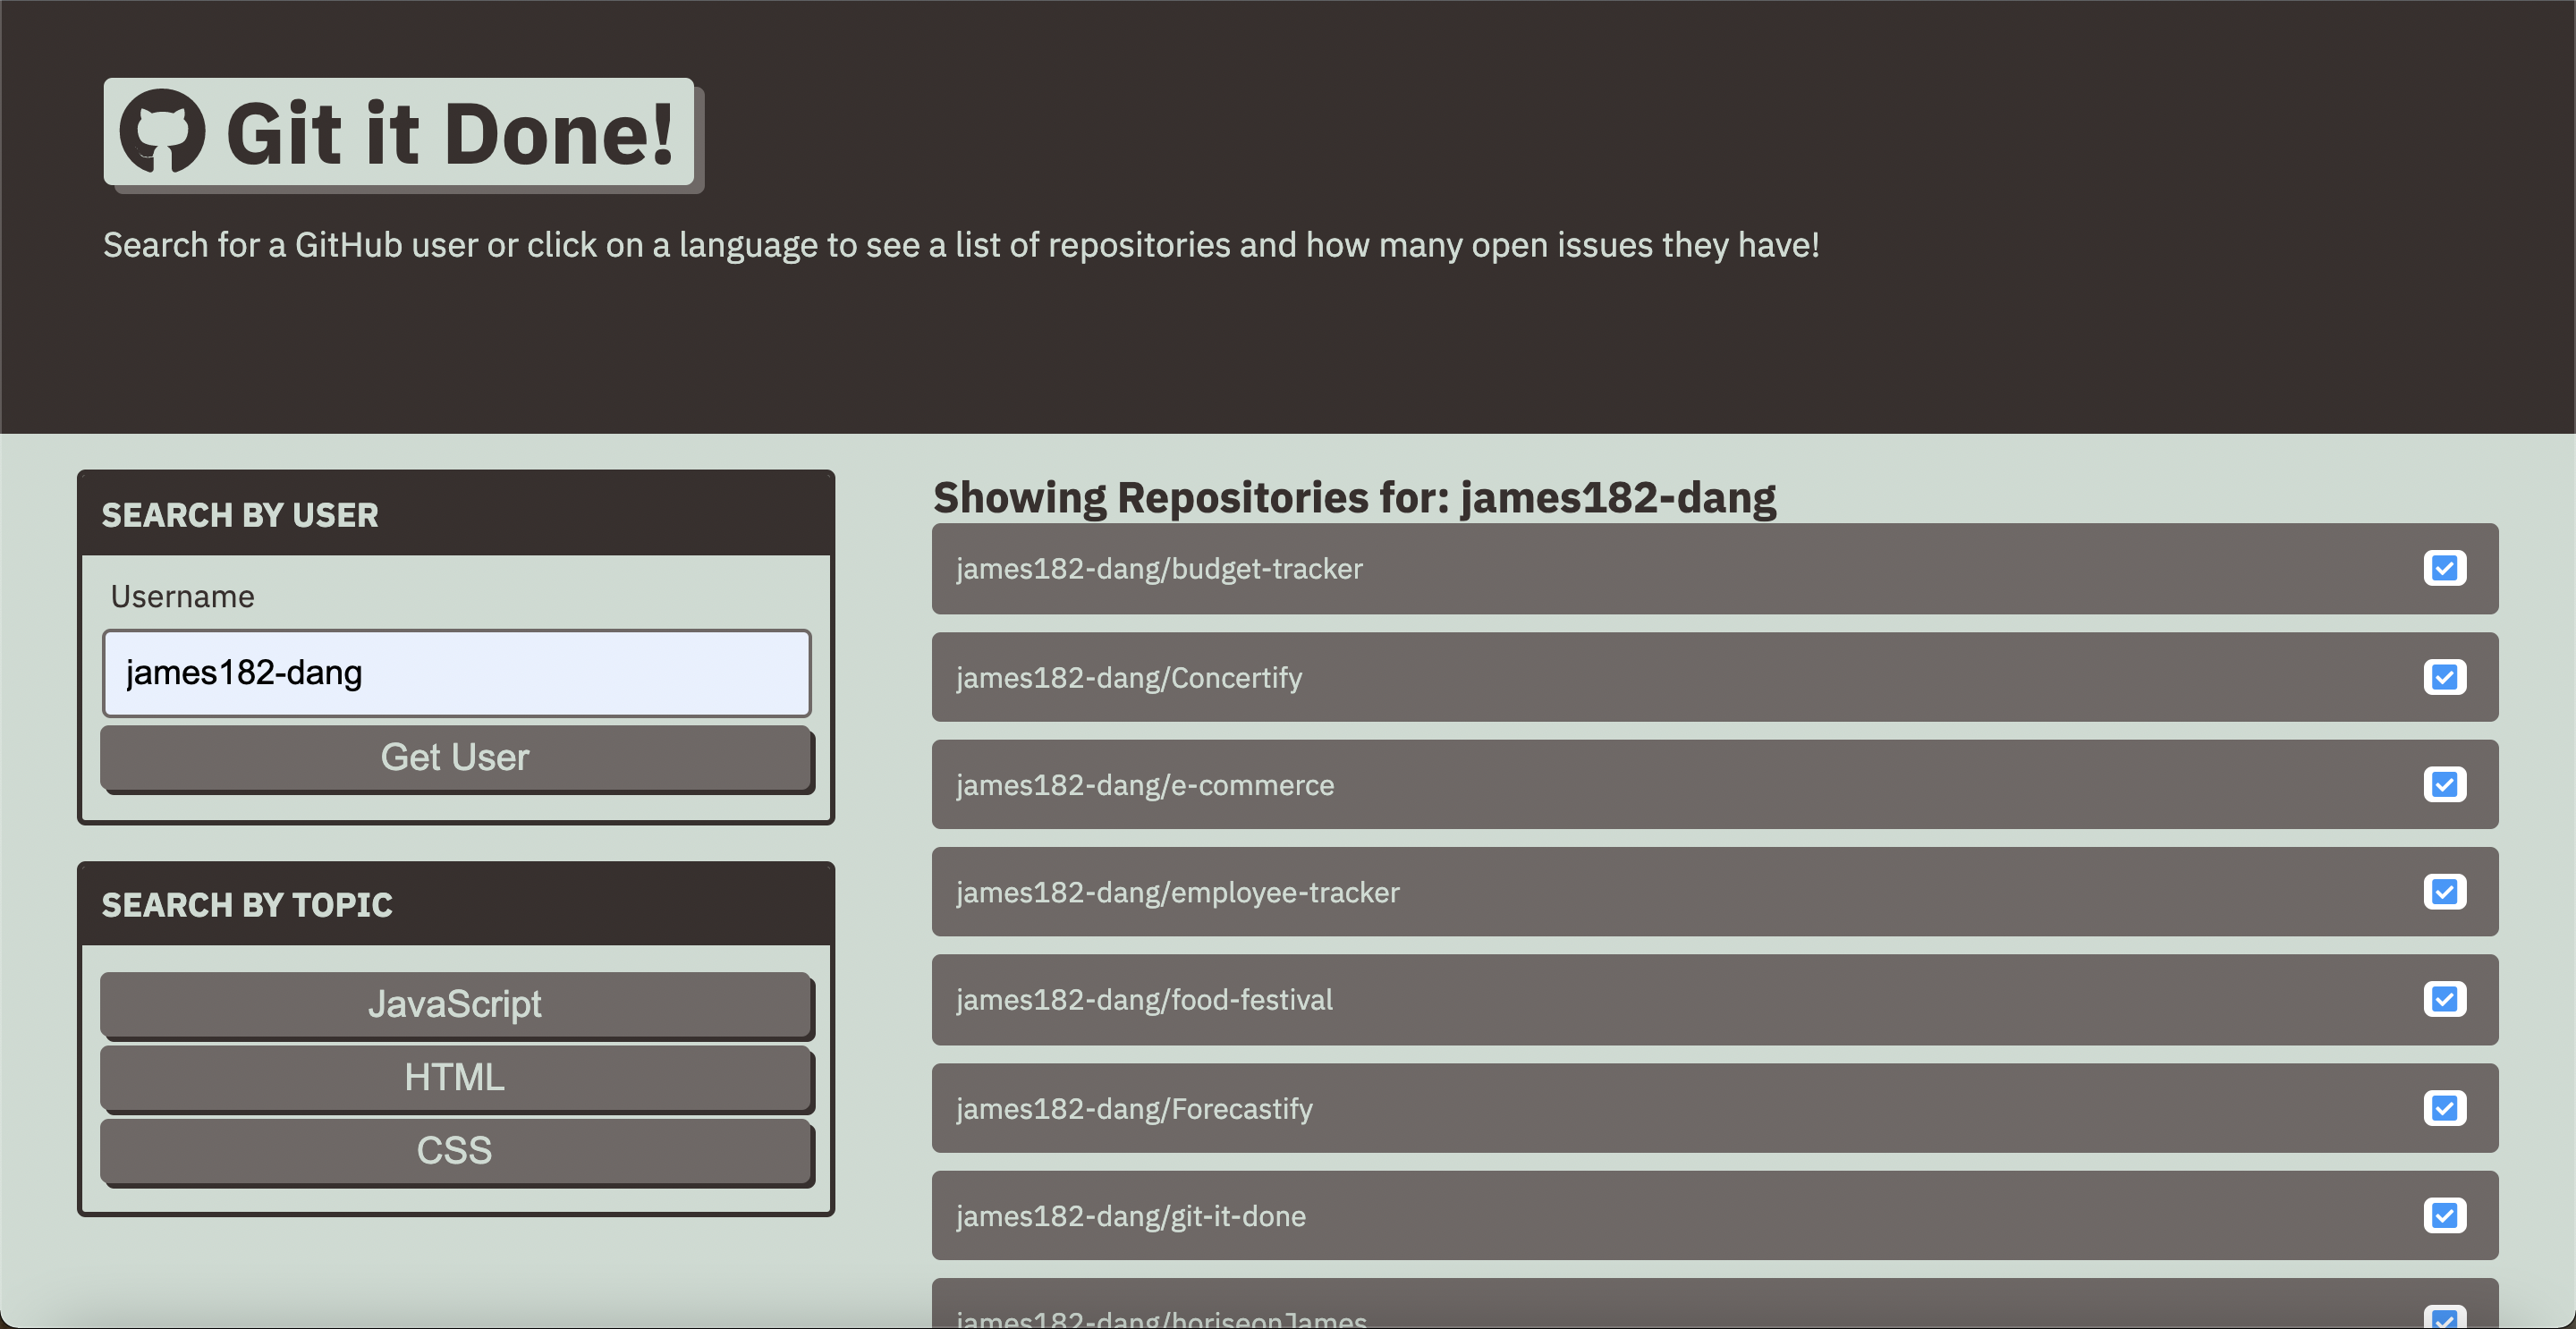 Git it Done!
Search for a GitHub user or click on a language to see a list of repositories and how many open issues they have!
SEARCH BY USER
Username
james182-dang
Get User
SEARCH BY TOPIC
JavaScript
HTML
CSS
Showing Repositories for: james182-dang
james182-dang/budget-tracker
james182-dang/Concertify
james182-dang/e-commerce
james182-dang/employee-tracker
james182-dang/food-festival
james182-dang/Forecastify
james182-dang/git-it-done
james182-dang/horiseonJames